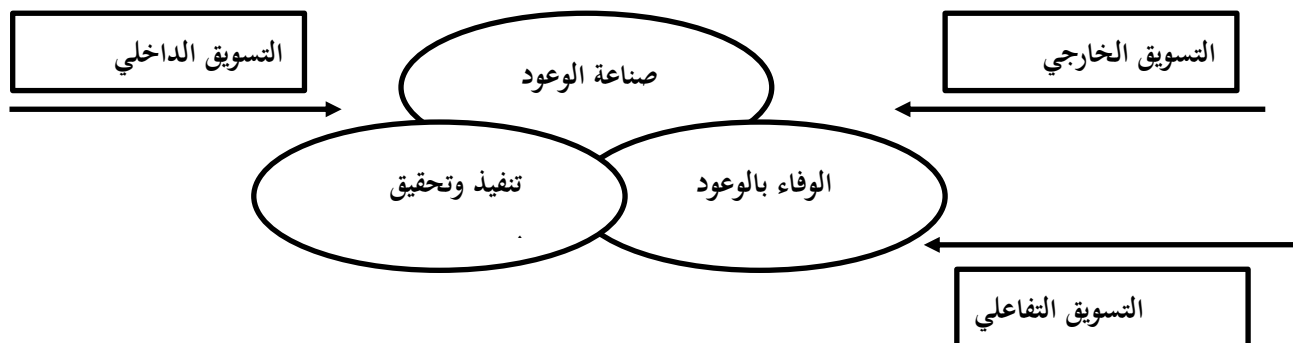 التسويق الخارجي
التسويق الداخلي
صناعة الوعود
الوفاء بالوعود
تنفيذ وتحقيق
التسويق التفاعلي